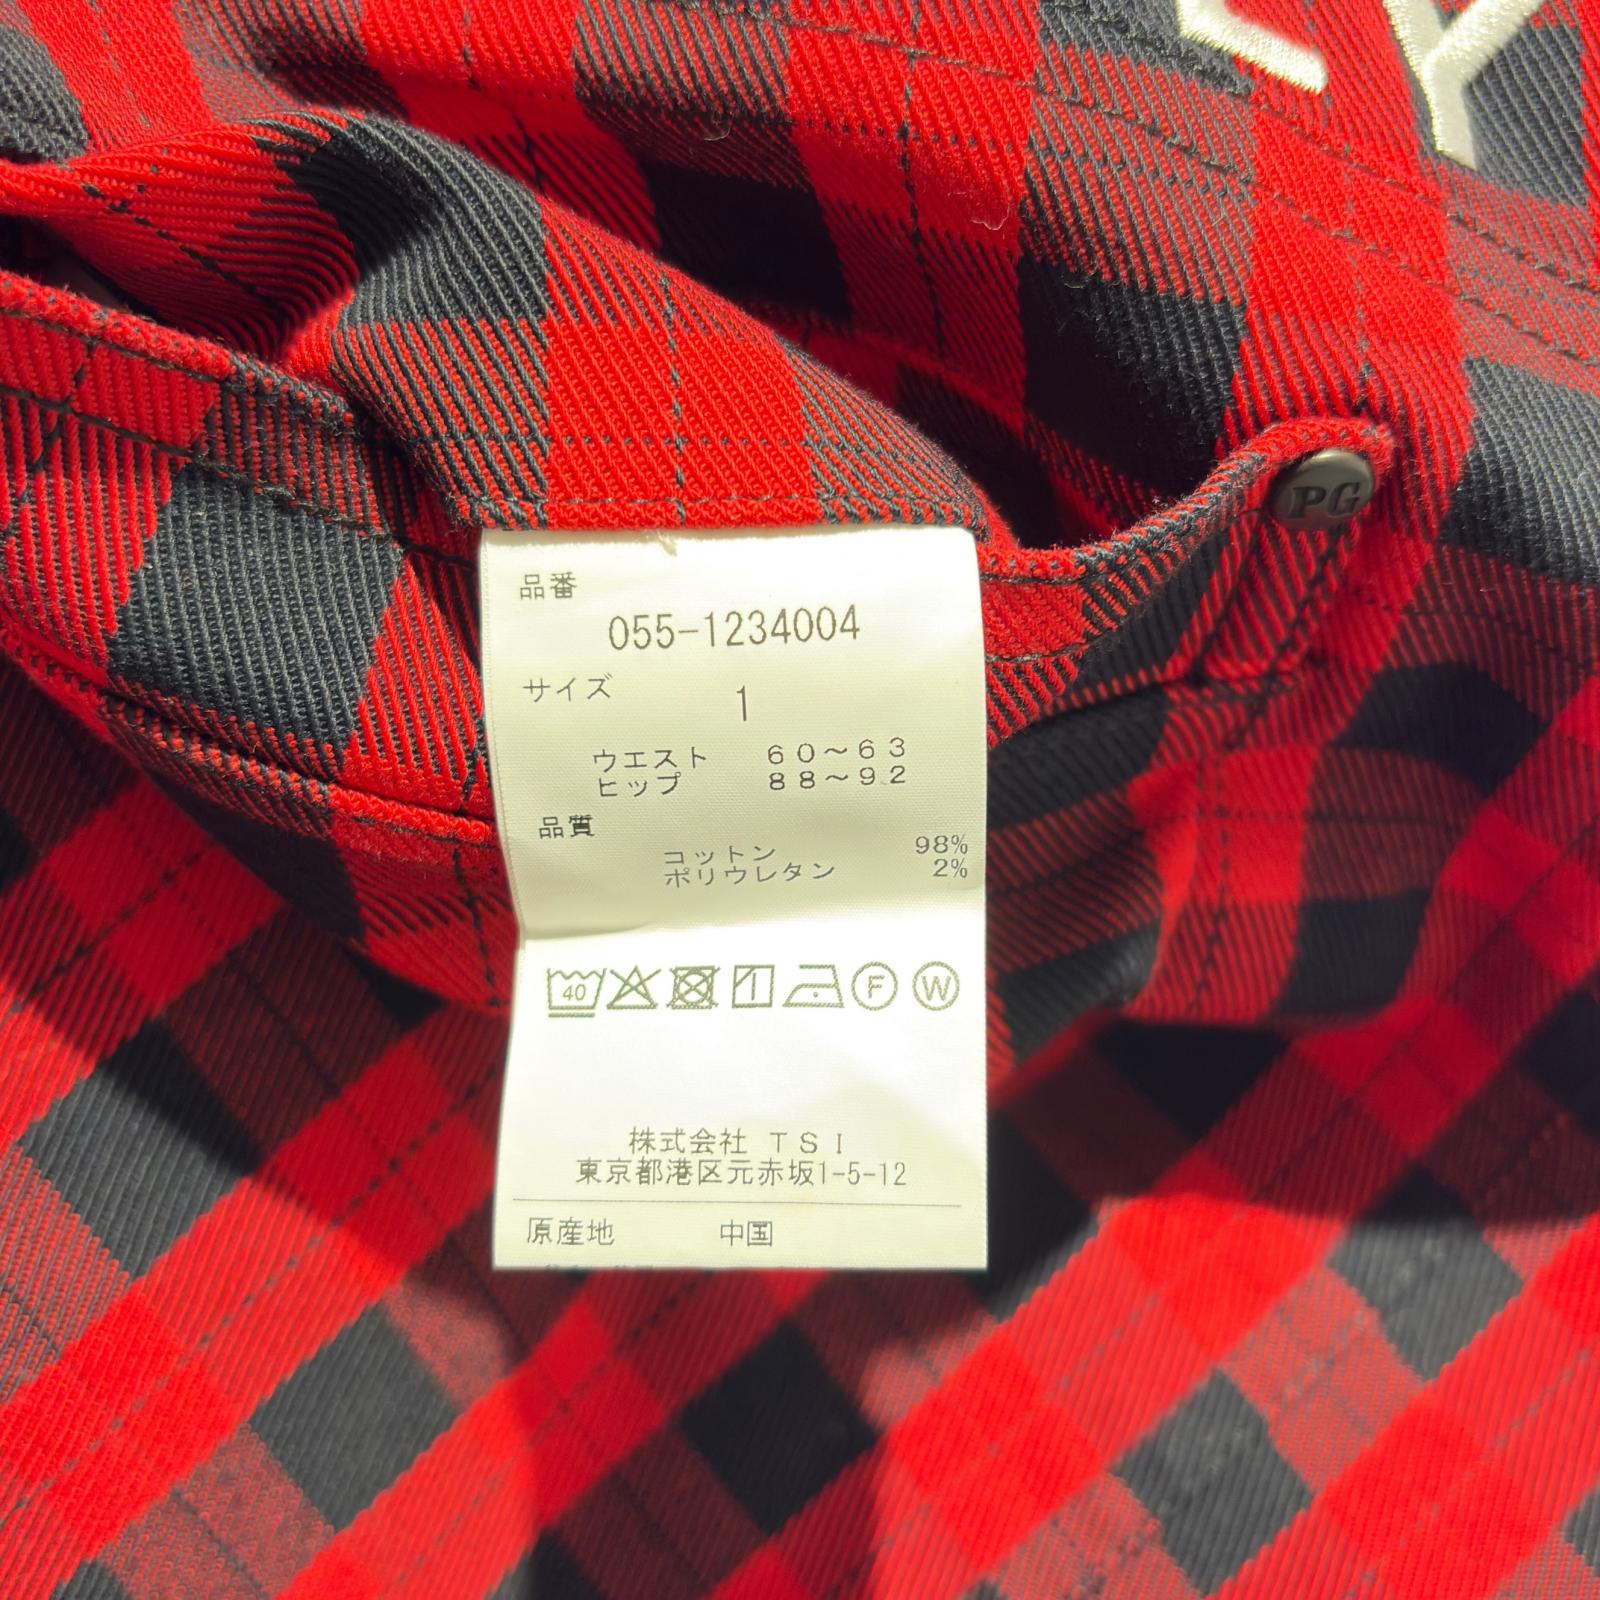 LY
PG
品番
055-1234004
サイズ
1
ウエスト 60～63
ヒップ 88～92
品質
コットン 98%
ポリウレタン 2%
40 F W
株式会社 TSI
東京都港区元赤坂1-5-12
原産地 中国